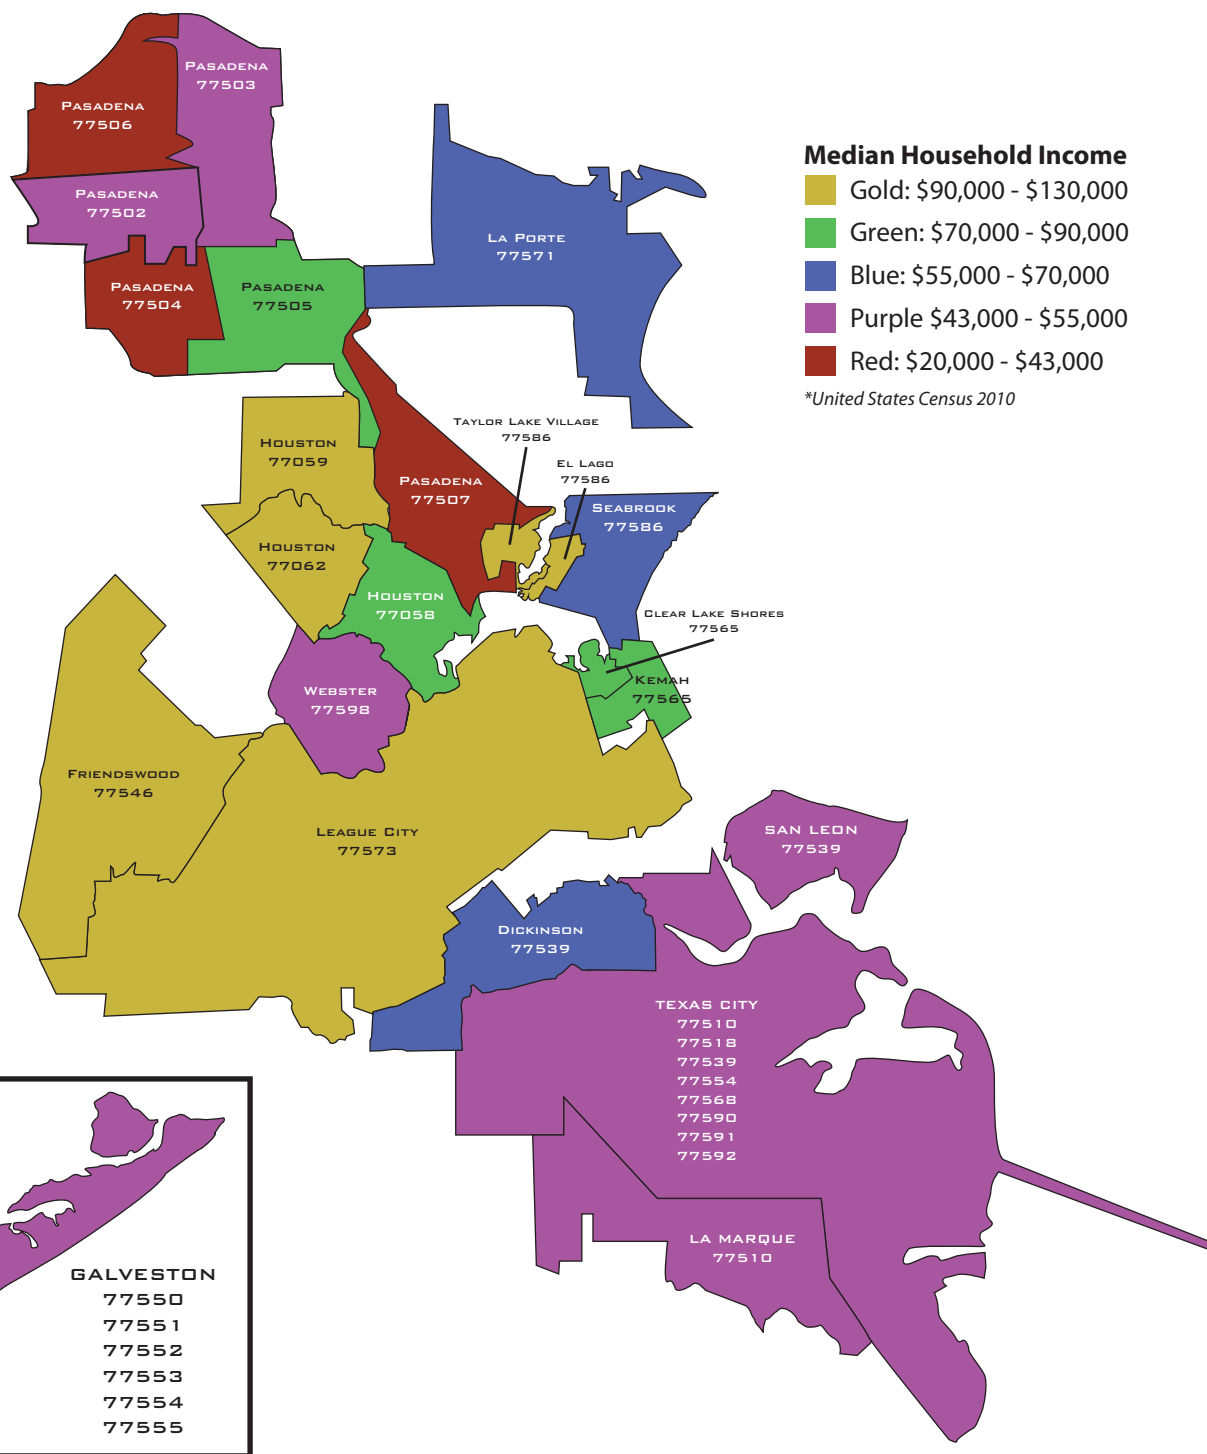 Pasadena
77503
Pasadena
77506
Median Household Income
Gold: $90,000 - $130,000
Green: $70,000 - $90,000
Blue: $55,000 - $70,000
Purple $43,000 - $55,000
Red: $20,000 - $43,000
*United States Census 2010
Pasadena
77502
La Porte
77571
Pasadena
77504
Pasadena
77505
Taylor Lake Village
77586
Houston
77059
El Lago
77586
Pasadena
77507
Seabrook
77586
Houston
77062
Houston
77058
Clear Lake Shores
77565
Kemah
77565
Webster
77598
Friendswood
77546
League City
77573
San Leon
77539
Dickinson
77539
Texas City
77510
77518
77539
77554
77568
77590
77591
77592
La Marque
77510
GALVESTON
77550
77551
77552
77553
77554
77555